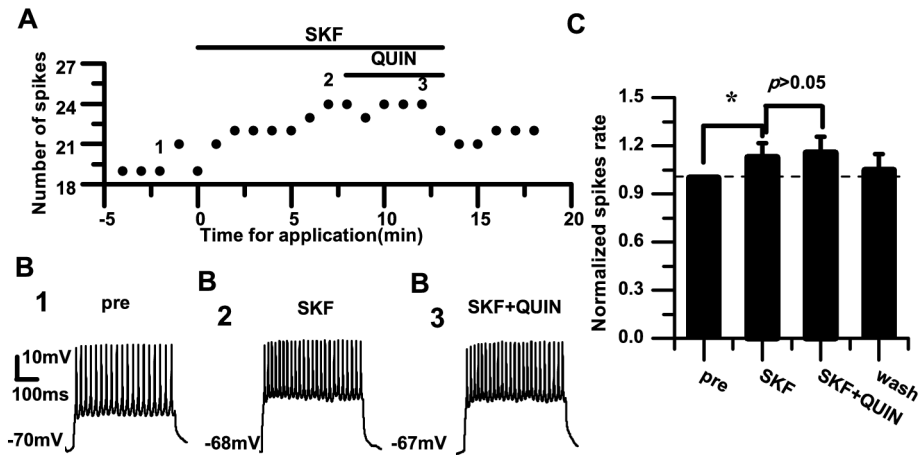 A
SKF
QUIN
Number of spikes
27
24
21
18
1
2
3
-5
0
5
10
15
20
Time for application(min)
B
1
pre
10mV
100ms
-70mV
B
2
SKF
-68mV
B
3
SKF+QUIN
-67mV
C
*
p>0.05
Normalized spikes rate
1.5
1.2
0.9
0.6
0.3
0.0
pre
SKF
SKF+QUIN
wash